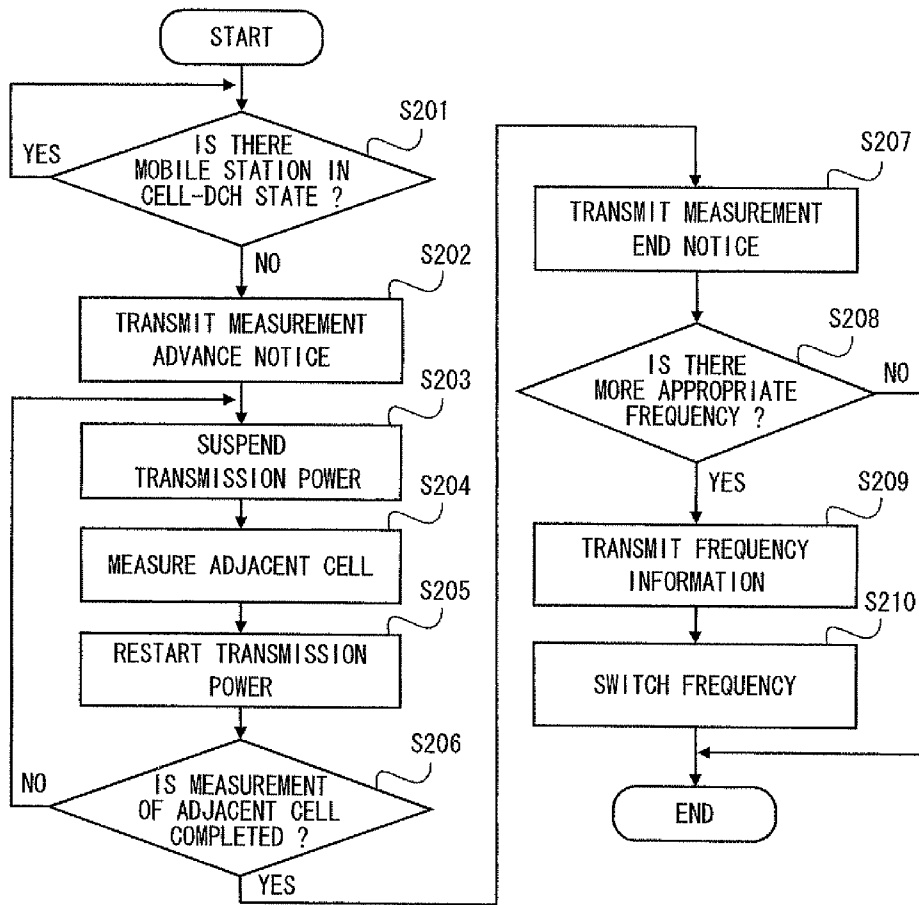 START
S201
IS THERE
MOBILE STATION IN
CELL-DCH STATE ?
YES
NO
S202
TRANSMIT MEASUREMENT
ADVANCE NOTICE
S203
SUSPEND
TRANSMISSION POWER
S204
MEASURE ADJACENT CELL
S205
RESTART TRANSMISSION
POWER
S206
IS MEASUREMENT
OF ADJACENT CELL
COMPLETED ?
NO
YES
S207
TRANSMIT MEASUREMENT
END NOTICE
S208
IS THERE
MORE APPROPRIATE
FREQUENCY ?
NO
YES
S209
TRANSMIT FREQUENCY
INFORMATION
S210
SWITCH FREQUENCY
END